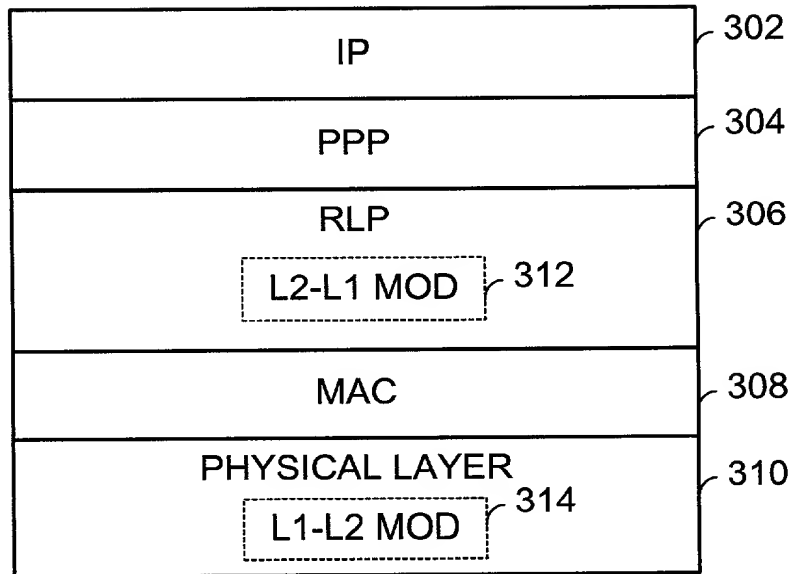 302
IP
304
PPP
306
RLP
L2-L1 MOD
312
MAC
308
PHYSICAL LAYER
310
L1-L2 MOD
314